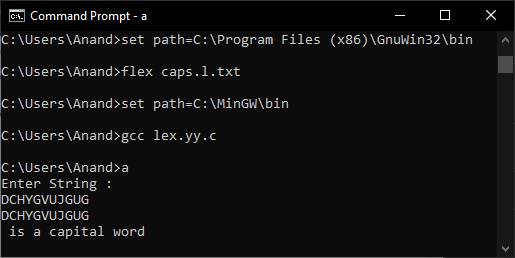 Command Prompt - a
C:\Users\Anand>set path=C:\Program Files (x86)\GnuWin32\bin
C:\Users\Anand>flex caps.l.txt
C:\Users\Anand>set path=C:\MinGW\bin
C:\Users\Anand>gcc lex.yy.c
C:\Users\Anand>a
Enter String :
DCHYGVUJGUG
DCHYGVUJGUG
 is a capital word